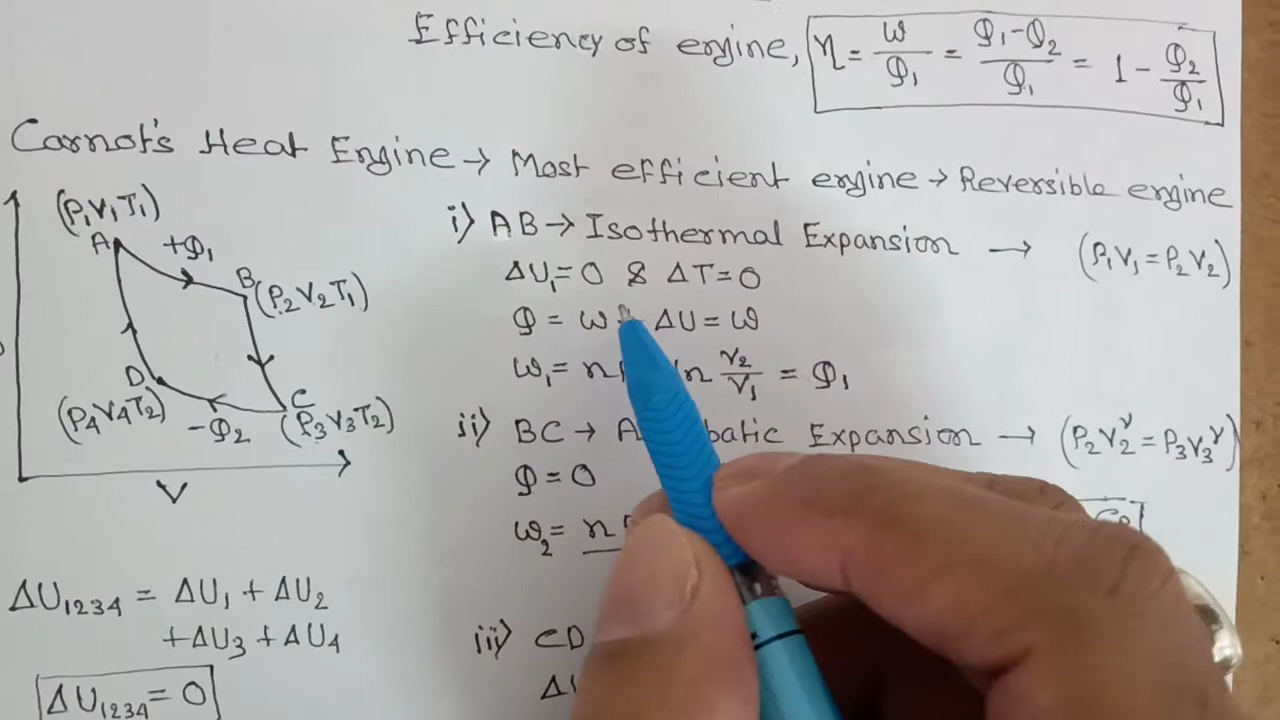 Efficiency of engine, η = W/Q₁ = Q₁-Q₂/Q₁ = 1 - Q₂/Q₁
Carnot's Heat Engine → Most efficient engine → Reversible engine
(P₁V₁T₁)
A +Q₁
B (P₂V₂T₁)
D
(P₄V₄T₂)
-Q₂
C
(P₃V₃T₂)
V
i) AB → Isothermal Expansion → (P₁V₁ = P₂V₂)
ΔU₁ = 0 & ΔT = 0
Q = W + ΔU = W
W₁ = n n V₂/V₁ = Q₁
ii) BC → A batic Expansion → (P₂V₂^γ = P₃V₃^γ)
Q = 0
W₂ = n
ΔU₁₂₃₄ = ΔU₁ + ΔU₂
+ΔU₃ + ΔU₄
ΔU₁₂₃₄ = 0
iii) CD